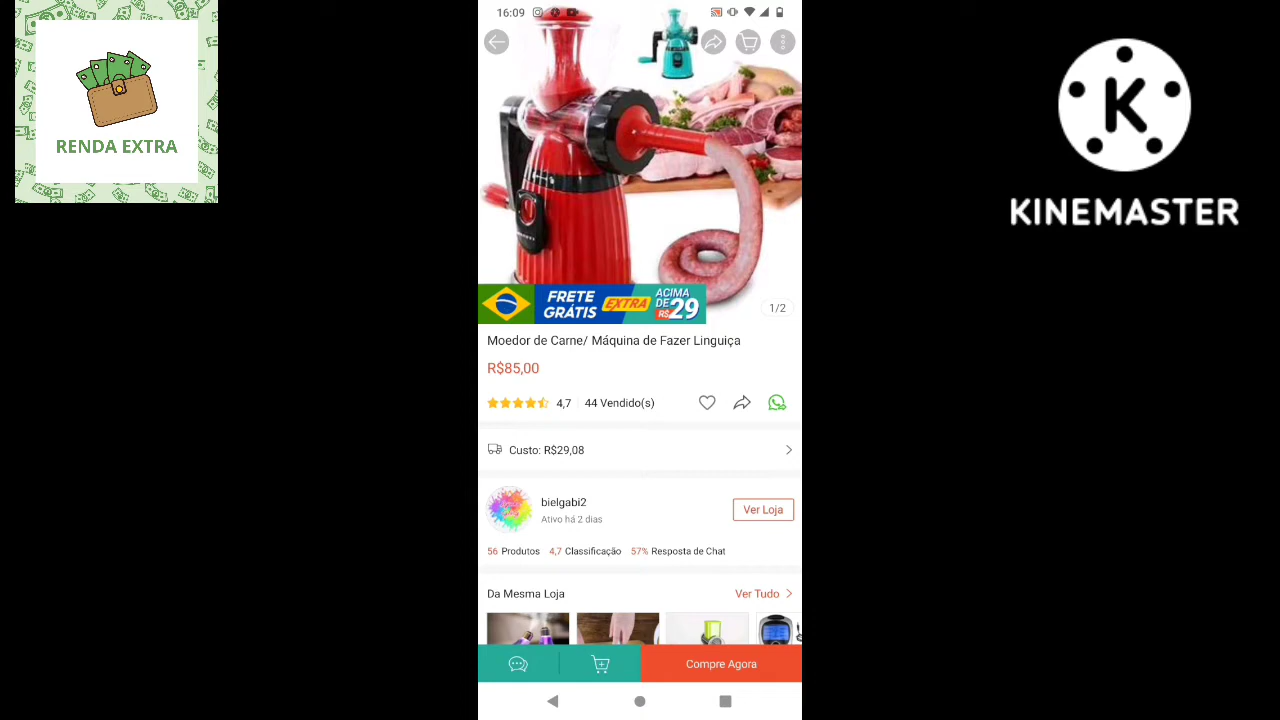 RENDA EXTRA
16:09
FRETE GRÁTIS EXTRA ACIMA DE R$29
1/2
Moedor de Carne/ Máquina de Fazer Linguiça
R$85,00
4,7 44 Vendido(s)
Custo: R$29,08
bielgabi2
Ativo há 2 dias
Ver Loja
56 Produtos 4,7 Classificação 57% Resposta de Chat
Da Mesma Loja Ver Tudo
Compre Agora
K
KINEMASTER